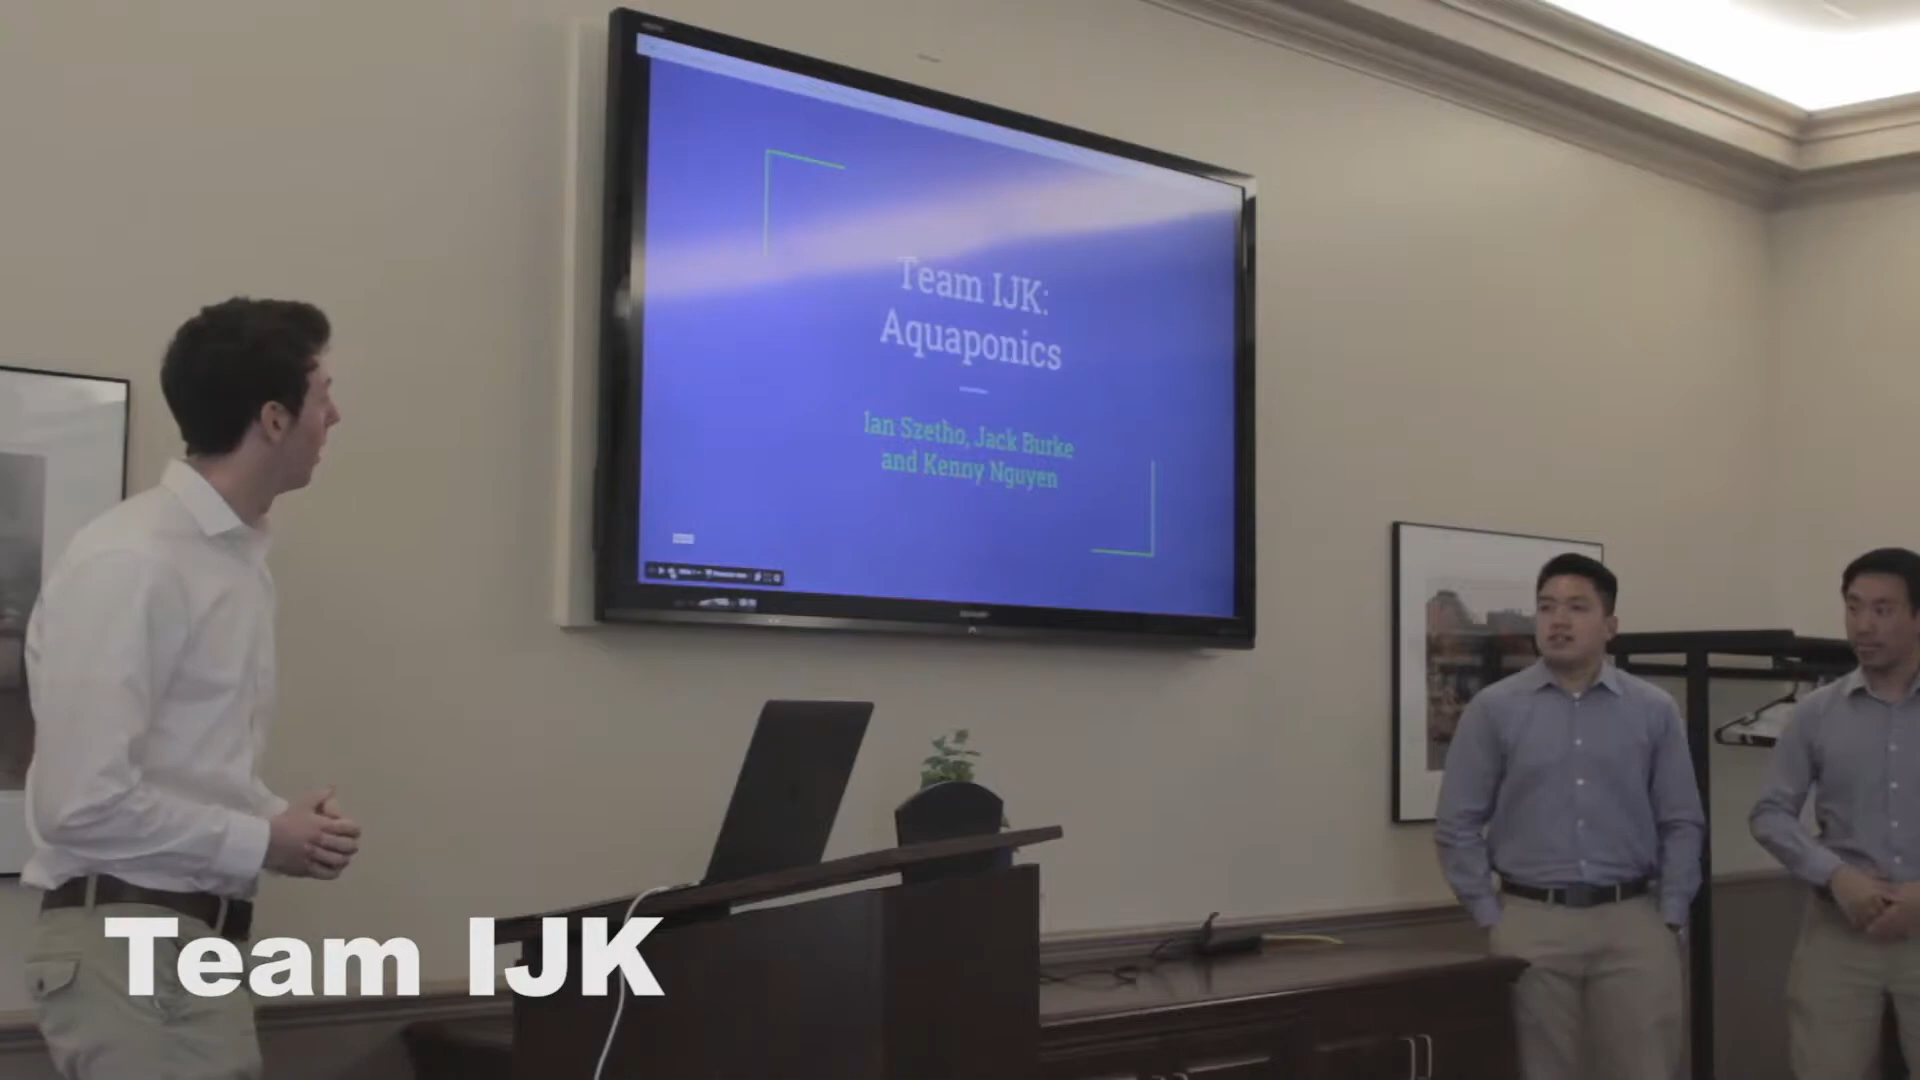 Team IJK:
Aquaponics
Ian Szetho, Jack Burke
and Kenny Nguyen
Team IJK